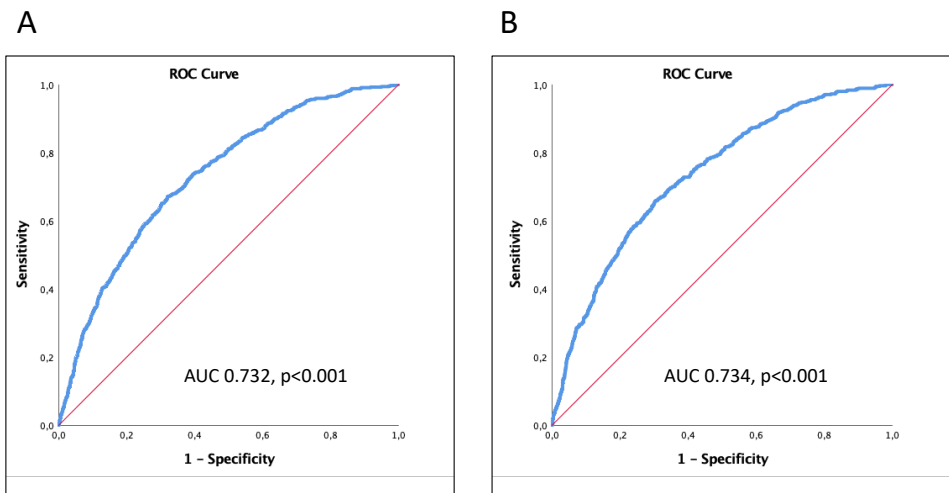 A
ROC Curve
1,0
0,8
0,6
0,4
0,2
0,0
Sensitivity
AUC 0.732, p<0.001
0,0 0,2 0,4 0,6 0,8 1,0
1 – Specificity
B
ROC Curve
1,0
0,8
0,6
0,4
0,2
0,0
Sensitivity
AUC 0.734, p<0.001
0,0 0,2 0,4 0,6 0,8 1,0
1 – Specificity